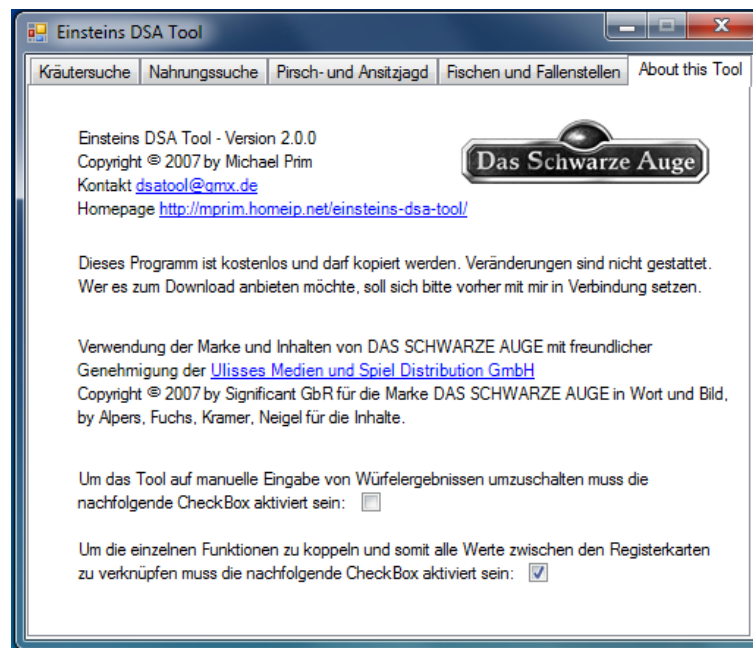 Einsteins DSA Tool
Kräutersuche Nahrungssuche Pirsch- und Ansitzjagd Fischen und Fallenstellen About this Tool
Einsteins DSA Tool - Version 2.0.0
Copyright © 2007 by Michael Prim
Kontakt dsatool@gmx.de
Homepage http://mprim.homeip.net/einsteins-dsa-tool/
Das Schwarze Auge
Dieses Programm ist kostenlos und darf kopiert werden. Veränderungen sind nicht gestattet.
Wer es zum Download anbieten möchte, soll sich bitte vorher mit mir in Verbindung setzen.
Verwendung der Marke und Inhalten von DAS SCHWARZE AUGE mit freundlicher
Genehmigung der Ulisses Medien und Spiel Distribution GmbH
Copyright © 2007 by Significant GbR für die Marke DAS SCHWARZE AUGE in Wort und Bild,
by Alpers, Fuchs, Kramer, Neigel für die Inhalte.
Um das Tool auf manuelle Eingabe von Würfelergebnissen umzuschalten muss die
nachfolgende CheckBox aktiviert sein:
Um die einzelnen Funktionen zu koppeln und somit alle Werte zwischen den Registerkarten
zu verknüpfen muss die nachfolgende CheckBox aktiviert sein: